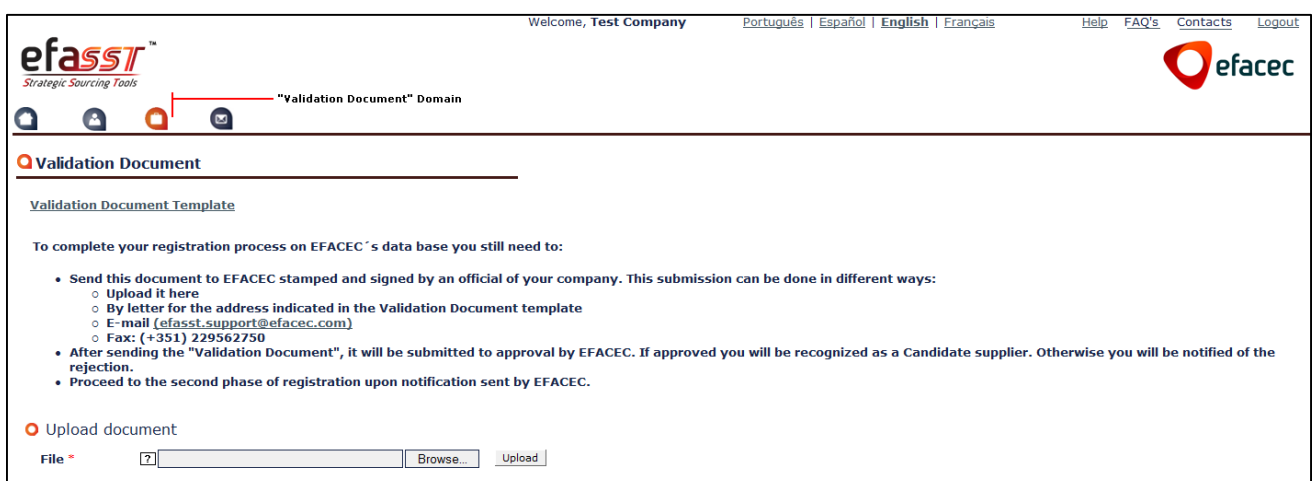 Welcome, Test Company Português | Español | English | Français Help FAQ's Contacts Logout
efasst™
Strategic Sourcing Tools
efacec
"Validation Document" Domain
Validation Document
Validation Document Template
To complete your registration process on EFACEC´s data base you still need to:
• Send this document to EFACEC stamped and signed by an official of your company. This submission can be done in different ways:
○ Upload it here
○ By letter for the address indicated in the Validation Document template
○ E-mail (efasst.support@efacec.com)
○ Fax: (+351) 229562750
• After sending the "Validation Document", it will be submitted to approval by EFACEC. If approved you will be recognized as a Candidate supplier. Otherwise you will be notified of the
rejection.
• Proceed to the second phase of registration upon notification sent by EFACEC.
Upload document
File * ? Browse... Upload